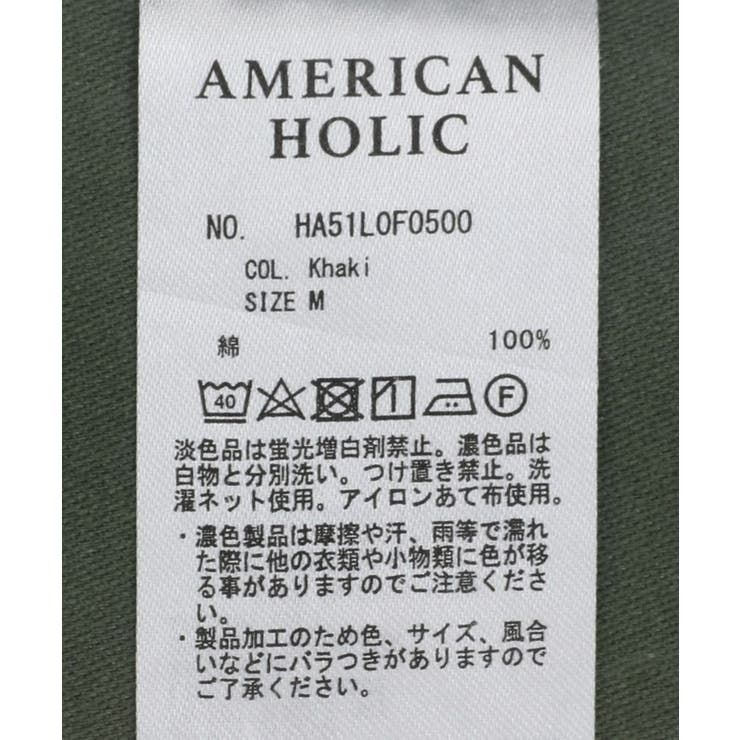 AMERICAN
HOLIC
NO. HA51L0F0500
COL. Khaki
SIZE M
綿 100%
40 F
淡色品は蛍光増白剤禁止。濃色品は
白物と分別洗い。つけ置き禁止。洗
濯ネット使用。アイロンあて布使用。
・濃色製品は摩擦や汗、雨等で濡れ
た際に他の衣類や小物類に色が移
る事がありますのでご注意くださ
い。
・製品加工のため色、サイズ、風合
いなどにバラつきがありますので
ご了承ください。